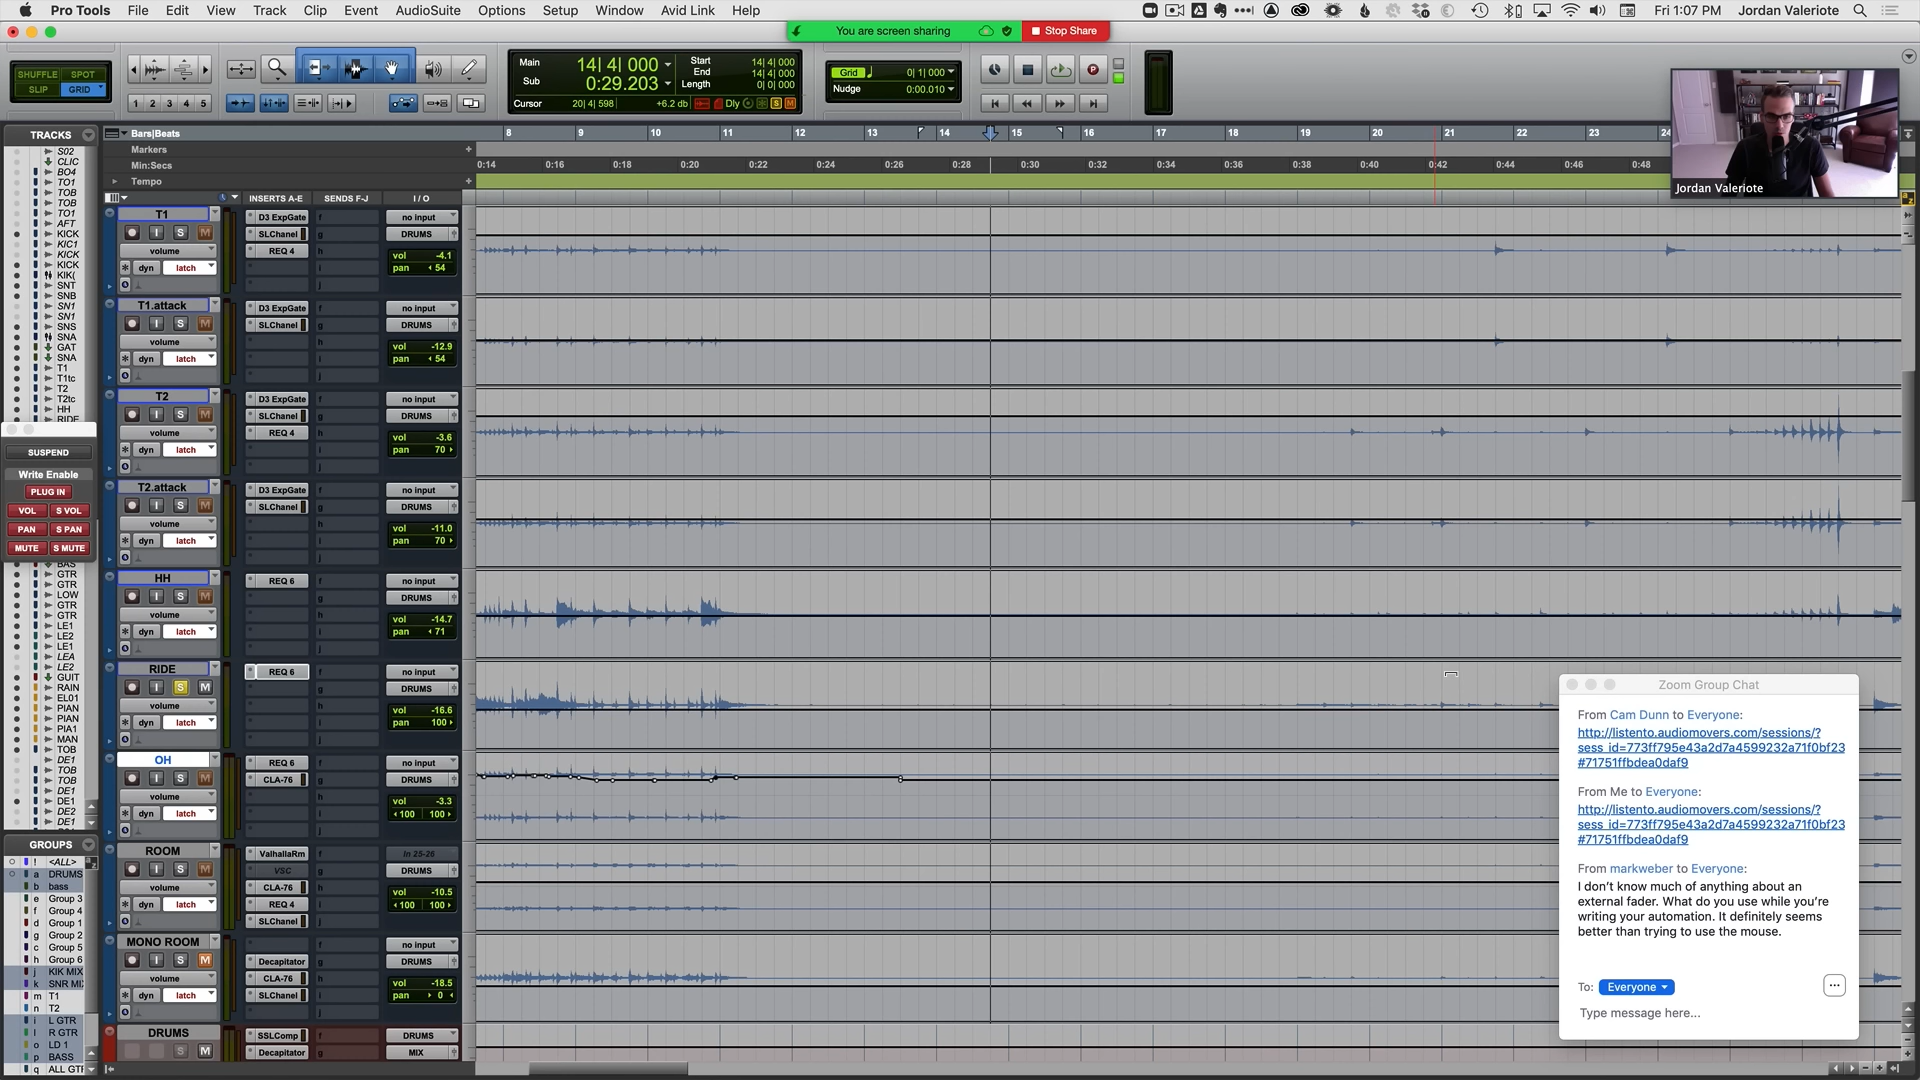 Pro Tools File Edit View Track Clip Event AudioSuite Options Setup Window Avid Link Help
Fri 1:07 PM Jordan Valeriote
You are screen sharing
Stop Share
SHUFFLE SPOT
SLIP GRID
1 2 3 4 5
Main 14| 4| 000
Sub 0:29.203
Start 14| 4| 000
End 14| 4| 000
Length 0| 0| 000
Cursor 20| 4| 598 +6.2 db Dly S M
Grid 0| 1| 000
Nudge 0:00.010
Jordan Valeriote
TRACKS
Bars|Beats 8 9 10 11 12 13 14 15 16 17 18 19 20 21 22 23 24
Markers
Min:Secs 0:14 0:16 0:18 0:20 0:22 0:24 0:26 0:28 0:30 0:32 0:34 0:36 0:38 0:40 0:42 0:44 0:46 0:48
Tempo
INSERTS A-E SENDS F-J I / O
S02
CLIC
BO4
TO1
TOB
TOB
TO1
AFT
KICK
KIC1
KICK
KICK
KIK(
SNT
SNB
SN1
SN1
SNS
SNA
GAT
SNA
T1
T1tc
T2
T2tc
HH
RIDE
SUSPEND
Write Enable
PLUG IN
VOL S VOL
PAN S PAN
MUTE S MUTE
BAS
GTR
GTR
LOW
GTR
GTR
LE1
LE2
LE1
LEA
LE2
GUIT
RAIN
EL01
PIAN
PIAN
PIA1
MAN
TOB
DE1
TOB
TOB
DE1
DE1
DE2
DE1
GROUPS
! <ALL>
a DRUMS
b bass
e Group 3
f Group 4
d Group 1
g Group 2
c Group 5
h Group 6
j KIK MIX
k SNR MI
m T1
n T2
i L GTR
l R GTR
o LD 1
p BASS
q ALL GTF
T1
I S M
volume
dyn latch
D3 ExpGate
SLChanel
REQ 4
no input
DRUMS
vol -4.1
pan 54
T1.attack
I S M
volume
dyn latch
D3 ExpGate
SLChanel
no input
DRUMS
vol -12.9
pan 54
T2
I S M
volume
dyn latch
D3 ExpGate
SLChanel
REQ 4
no input
DRUMS
vol -3.6
pan 70
T2.attack
I S M
volume
dyn latch
D3 ExpGate
SLChanel
no input
DRUMS
vol -11.0
pan 70
HH
I S M
volume
dyn latch
REQ 6
no input
DRUMS
vol -14.7
pan 71
RIDE
I S M
volume
dyn latch
REQ 6
no input
DRUMS
vol -16.6
pan 100
OH
I S M
volume
dyn latch
REQ 6
CLA-76
no input
DRUMS
vol -3.3
100 100
ROOM
I S M
volume
dyn latch
ValhallaRm
VSC
CLA-76
REQ 4
SLChanel
In 25-26
DRUMS
vol -10.5
100 100
MONO ROOM
I S M
volume
dyn latch
Decapitator
CLA-76
SLChanel
no input
DRUMS
vol -18.5
pan 0
DRUMS
S M
SSLComp
Decapitator
DRUMS
MIX
Zoom Group Chat
From Cam Dunn to Everyone:
http://listento.audiomovers.com/sessions/?
sess_id=773ff795e43a2d7a4599232a71f0bf23
#71751ffbdea0daf9
From Me to Everyone:
http://listento.audiomovers.com/sessions/?
sess_id=773ff795e43a2d7a4599232a71f0bf23
#71751ffbdea0daf9
From markweber to Everyone:
I don't know much of anything about an
external fader. What do you use while you're
writing your automation. It definitely seems
better than trying to use the mouse.
To: Everyone
Type message here...